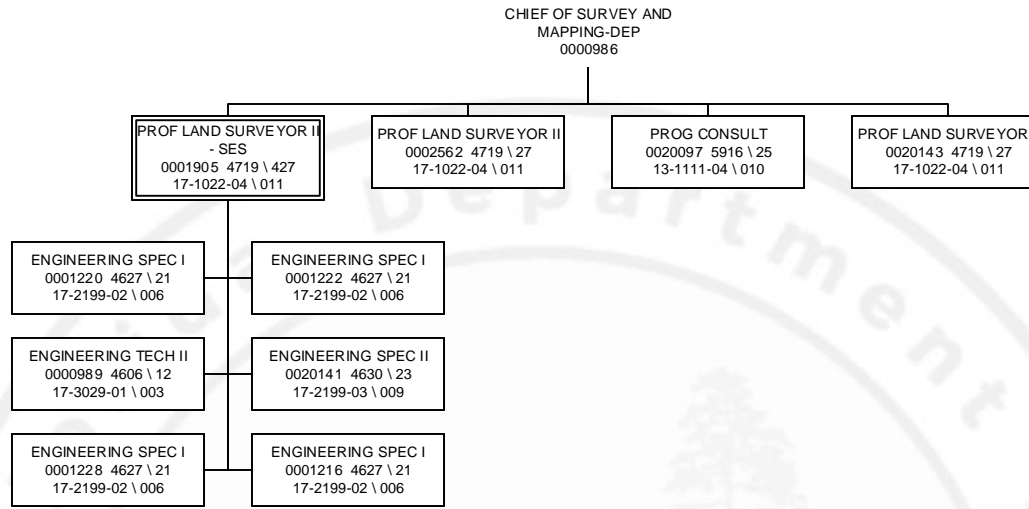 CHIEF OF SURVEY AND
MAPPING-DEP
0000986
PROF LAND SURVEYOR II
- SES
0001905 4719 \ 427
17-1022-04 \ 011
PROF LAND SURVEYOR II
0002562 4719 \ 27
17-1022-04 \ 011
PROG CONSULT
0020097 5916 \ 25
13-1111-04 \ 010
PROF LAND SURVEYOR
0020143 4719 \ 27
17-1022-04 \ 011
ENGINEERING SPEC I
0001220 4627 \ 21
17-2199-02 \ 006
ENGINEERING SPEC I
0001222 4627 \ 21
17-2199-02 \ 006
ENGINEERING TECH II
0000989 4606 \ 12
17-3029-01 \ 003
ENGINEERING SPEC II
0020141 4630 \ 23
17-2199-03 \ 009
ENGINEERING SPEC I
0001228 4627 \ 21
17-2199-02 \ 006
ENGINEERING SPEC I
0001216 4627 \ 21
17-2199-02 \ 006
Department